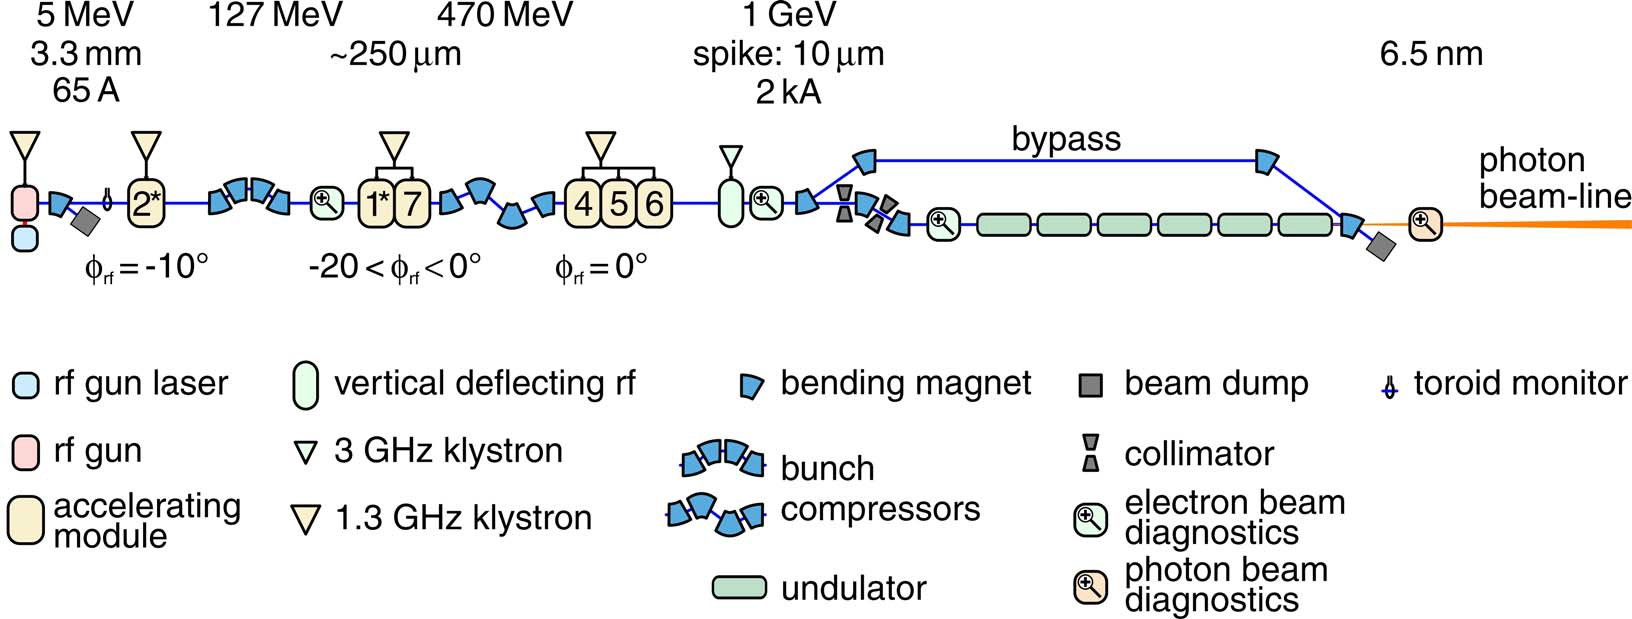 5 MeV 127 MeV 470 MeV 1 GeV
3.3 mm ~250 μm spike: 10 μm 6.5 nm
65 A 2 kA
bypass
photon
beam-line
2* 1* 7 4 5 6
ϕrf = -10° -20 < ϕrf < 0° ϕrf = 0°
rf gun laser vertical deflecting rf bending magnet beam dump toroid monitor
rf gun 3 GHz klystron bunch collimator
accelerating
module
1.3 GHz klystron compressors electron beam
diagnostics
undulator photon beam
diagnostics